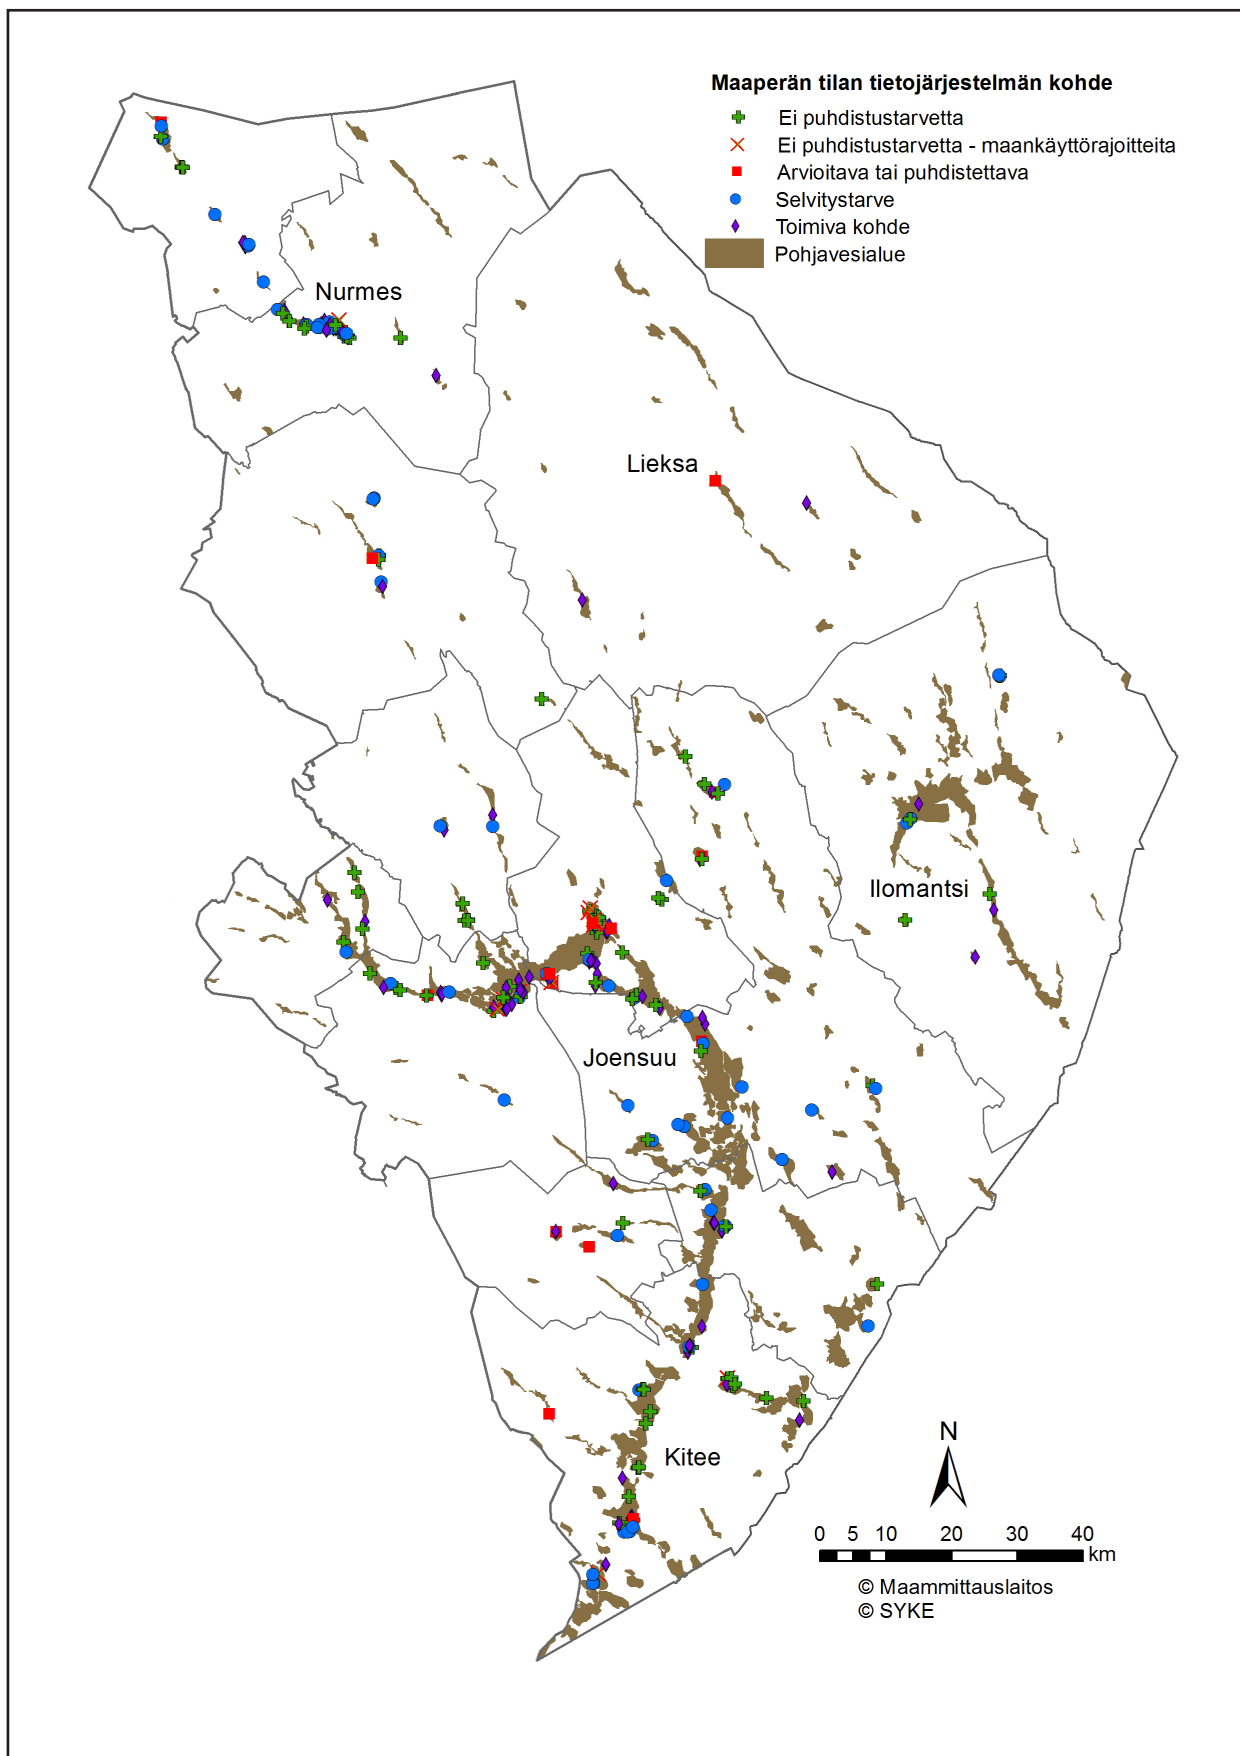 Maaperän tilan tietojärjestelmän kohde
Ei puhdistustarvetta
Ei puhdistustarvetta - maankäyttörajoitteita
Arvioitava tai puhdistettava
Selvitystarve
Toimiva kohde
Pohjavesialue
Nurmes
Lieksa
Ilomantsi
Joensuu
Kitee
N
0 5 10 20 30 40
km
© Maammittauslaitos
© SYKE